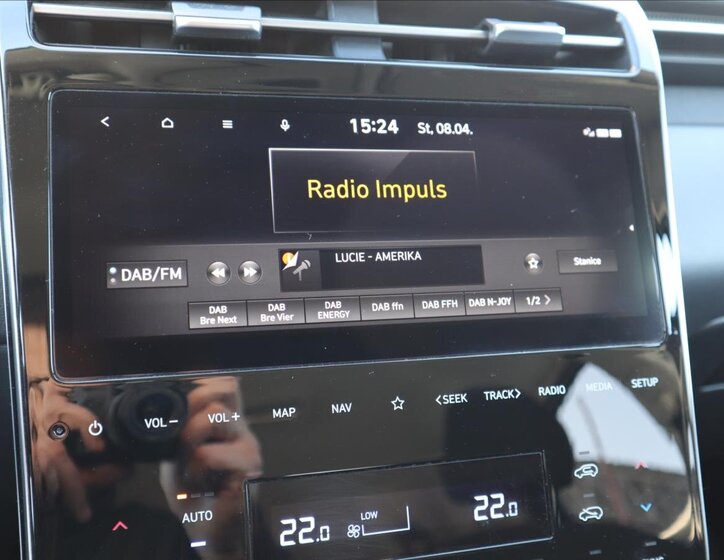 15:24 St, 08.04.
Radio Impuls
LUCIE - AMERIKA
DAB/FM
Stanice
DAB Bre Next
DAB Bre Vier
DAB ENERGY
DAB ffn
DAB FFH
DAB N-JOY
1/2 >
VOL− VOL+ MAP NAV <SEEK TRACK> RADIO MEDIA SETUP
AUTO
22.0
LOW
22.0